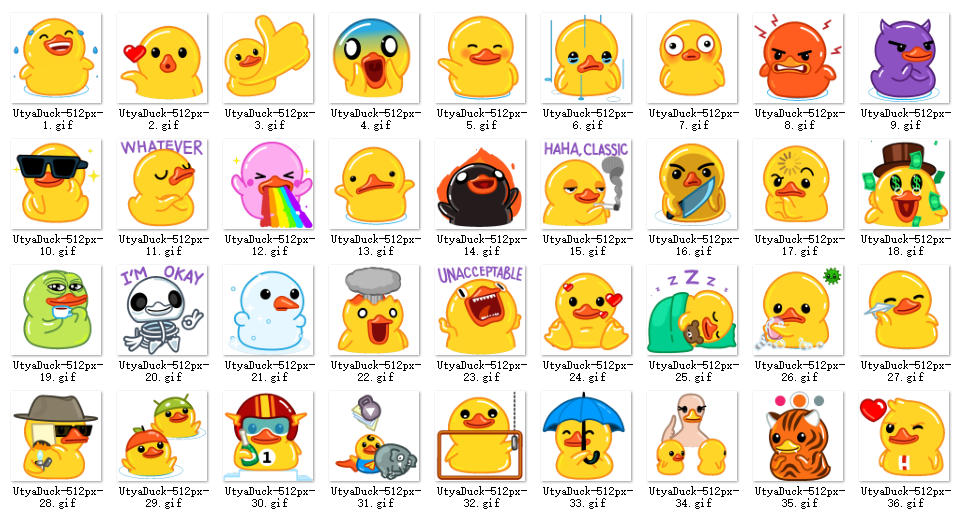 UtyaDuck-512px-
1.gif
UtyaDuck-512px-
2.gif
UtyaDuck-512px-
3.gif
UtyaDuck-512px-
4.gif
UtyaDuck-512px-
5.gif
UtyaDuck-512px-
6.gif
UtyaDuck-512px-
7.gif
UtyaDuck-512px-
8.gif
UtyaDuck-512px-
9.gif
UtyaDuck-512px-
10.gif
WHATEVER
UtyaDuck-512px-
11.gif
UtyaDuck-512px-
12.gif
UtyaDuck-512px-
13.gif
UtyaDuck-512px-
14.gif
HAHA, CLASSIC
UtyaDuck-512px-
15.gif
UtyaDuck-512px-
16.gif
UtyaDuck-512px-
17.gif
UtyaDuck-512px-
18.gif
UtyaDuck-512px-
19.gif
I'M OKAY
UtyaDuck-512px-
20.gif
UtyaDuck-512px-
21.gif
UtyaDuck-512px-
22.gif
UNACCEPTABLE
UtyaDuck-512px-
23.gif
UtyaDuck-512px-
24.gif
z z Z z z
UtyaDuck-512px-
25.gif
UtyaDuck-512px-
26.gif
UtyaDuck-512px-
27.gif
UtyaDuck-512px-
28.gif
UtyaDuck-512px-
29.gif
1
UtyaDuck-512px-
30.gif
UtyaDuck-512px-
31.gif
UtyaDuck-512px-
32.gif
UtyaDuck-512px-
33.gif
UtyaDuck-512px-
34.gif
UtyaDuck-512px-
35.gif
UtyaDuck-512px-
36.gif